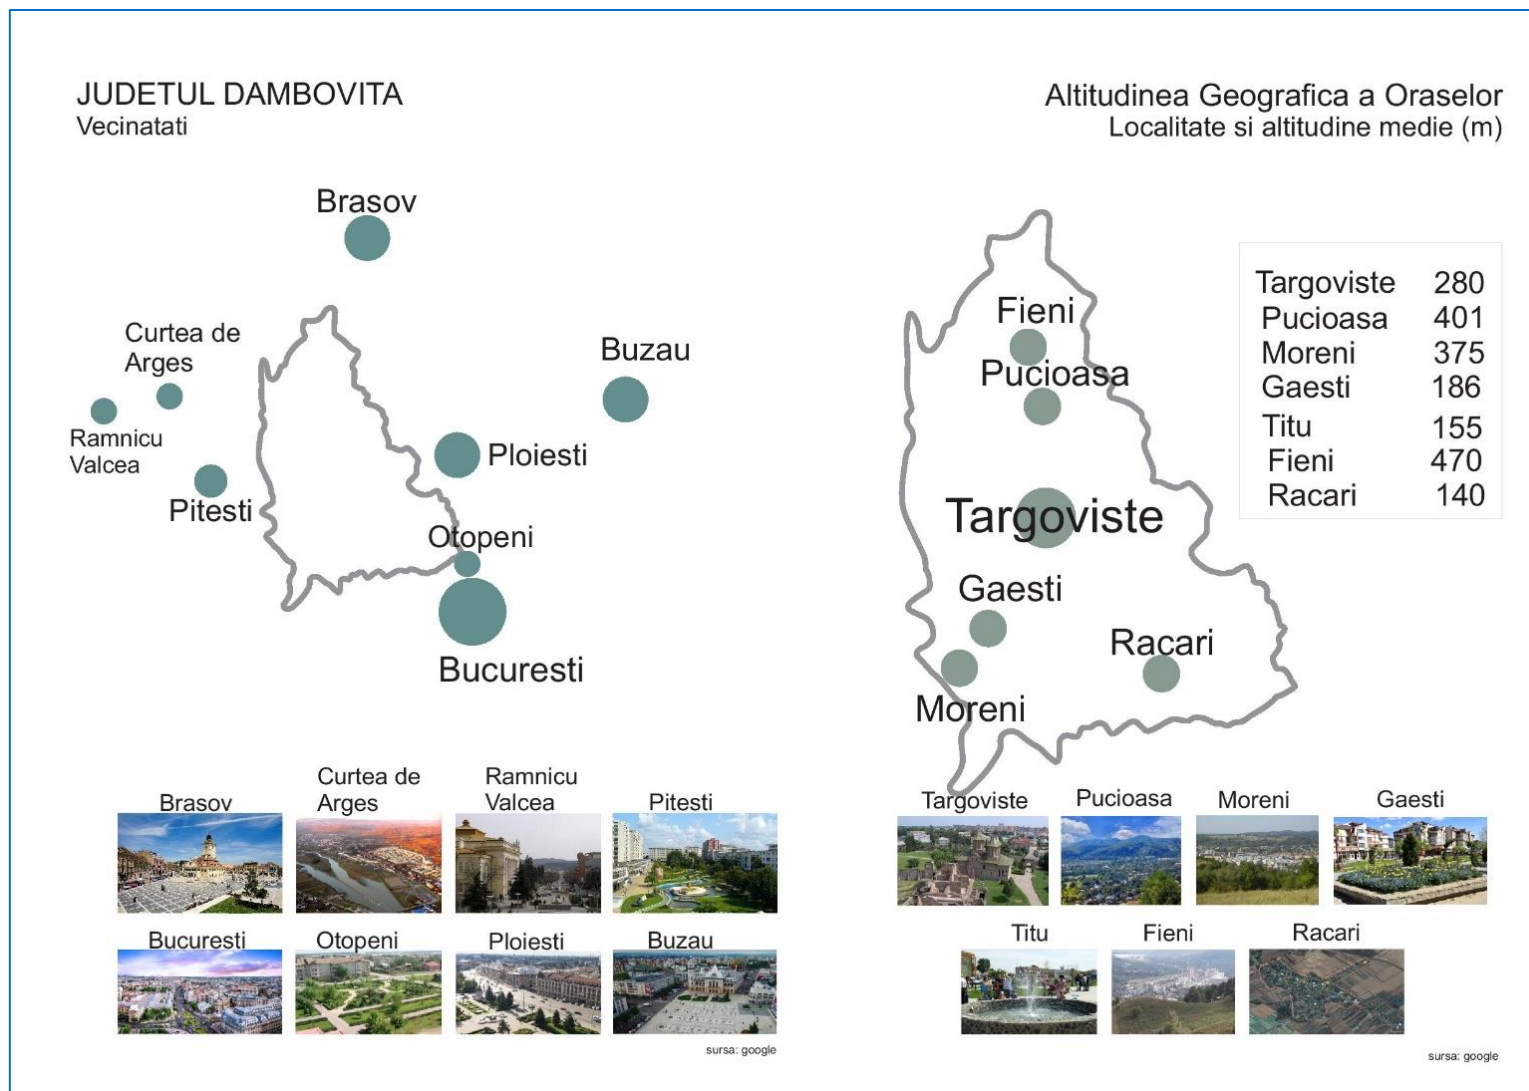 JUDETUL DAMBOVITA
Vecinatati
Brasov
Curtea de
Arges
Buzau
Ramnicu
Valcea
Ploiesti
Pitesti
Otopeni
Bucuresti
Brasov
Curtea de
Arges
Ramnicu
Valcea
Pitesti
Bucuresti
Otopeni
Ploiesti
Buzau
sursa: google
Altitudinea Geografica a Oraselor
Localitate si altitudine medie (m)
Fieni
Pucioasa
Targoviste
Gaesti
Racari
Moreni
Targoviste 280
Pucioasa 401
Moreni 375
Gaesti 186
Titu 155
Fieni 470
Racari 140
Targoviste
Pucioasa
Moreni
Gaesti
Titu
Fieni
Racari
sursa: google